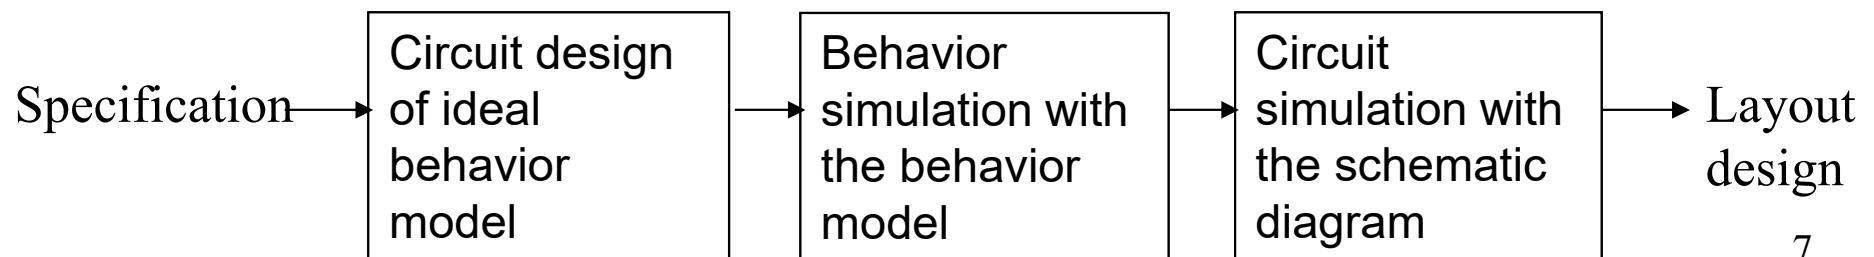 Specification
Circuit design
of ideal
behavior
model
Behavior
simulation with
the behavior
model
Circuit
simulation with
the schematic
diagram
Layout
design
7